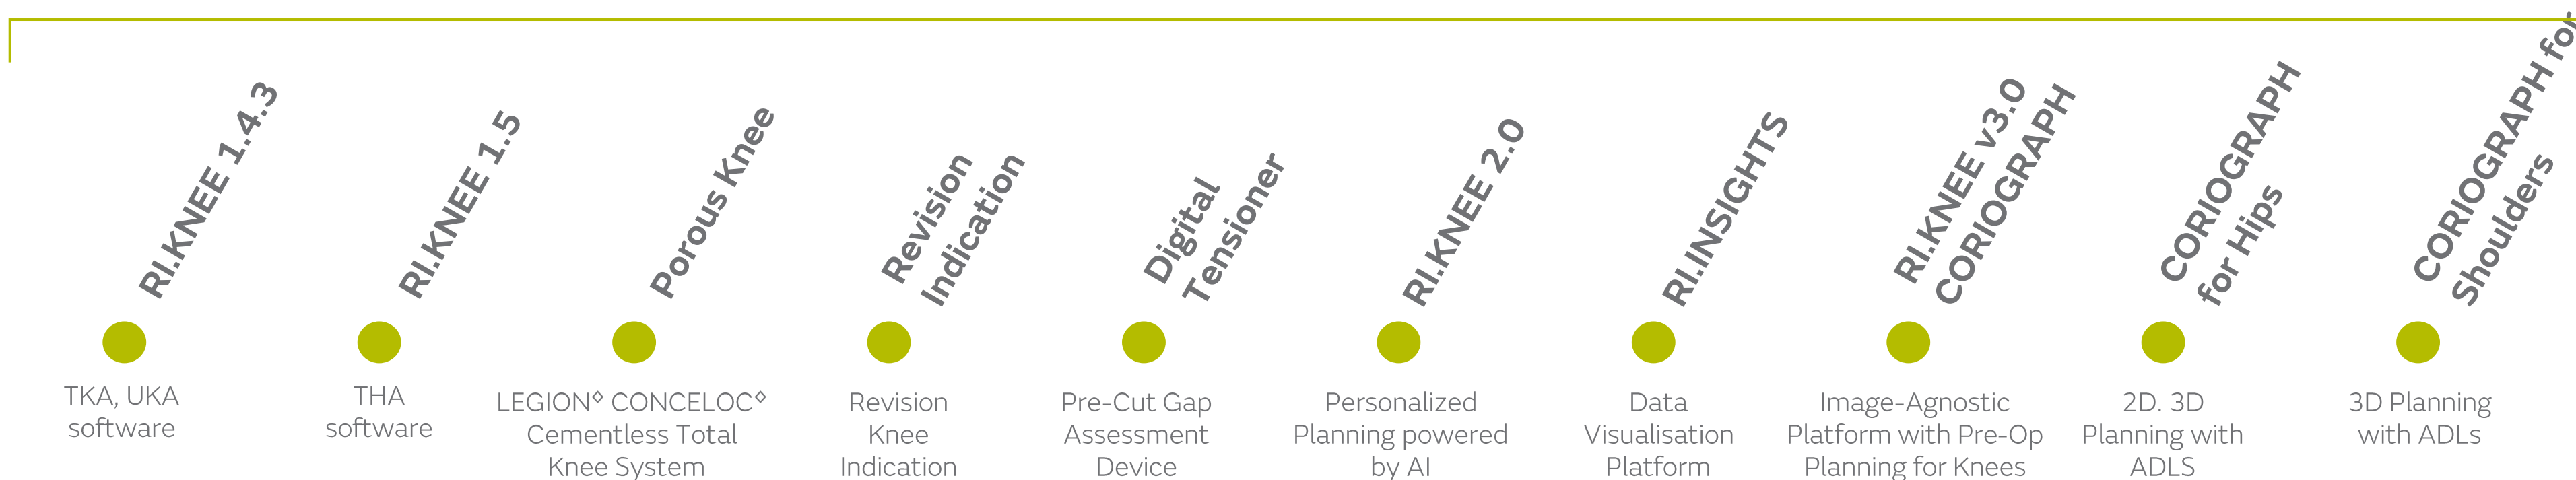 RI.KNEE 1.4.3
TKA, UKA
software
RI.KNEE 1.5
THA
software
Porous Knee
LEGION◊ CONCELOC◊
Cementless Total
Knee System
Revision
Indication
Revision
Knee
Indication
Digital
Tensioner
Pre-Cut Gap
Assessment
Device
RI.KNEE 2.0
Personalized
Planning powered
by AI
RI.INSIGHTS
Data
Visualisation
Platform
RI.KNEE v3.0
CORIOGRAPH
Image-Agnostic
Platform with Pre-Op
Planning for Knees
CORIOGRAPH
for Hips
2D. 3D
Planning with
ADLS
CORIOGRAPH for
Shoulders
3D Planning
with ADLs